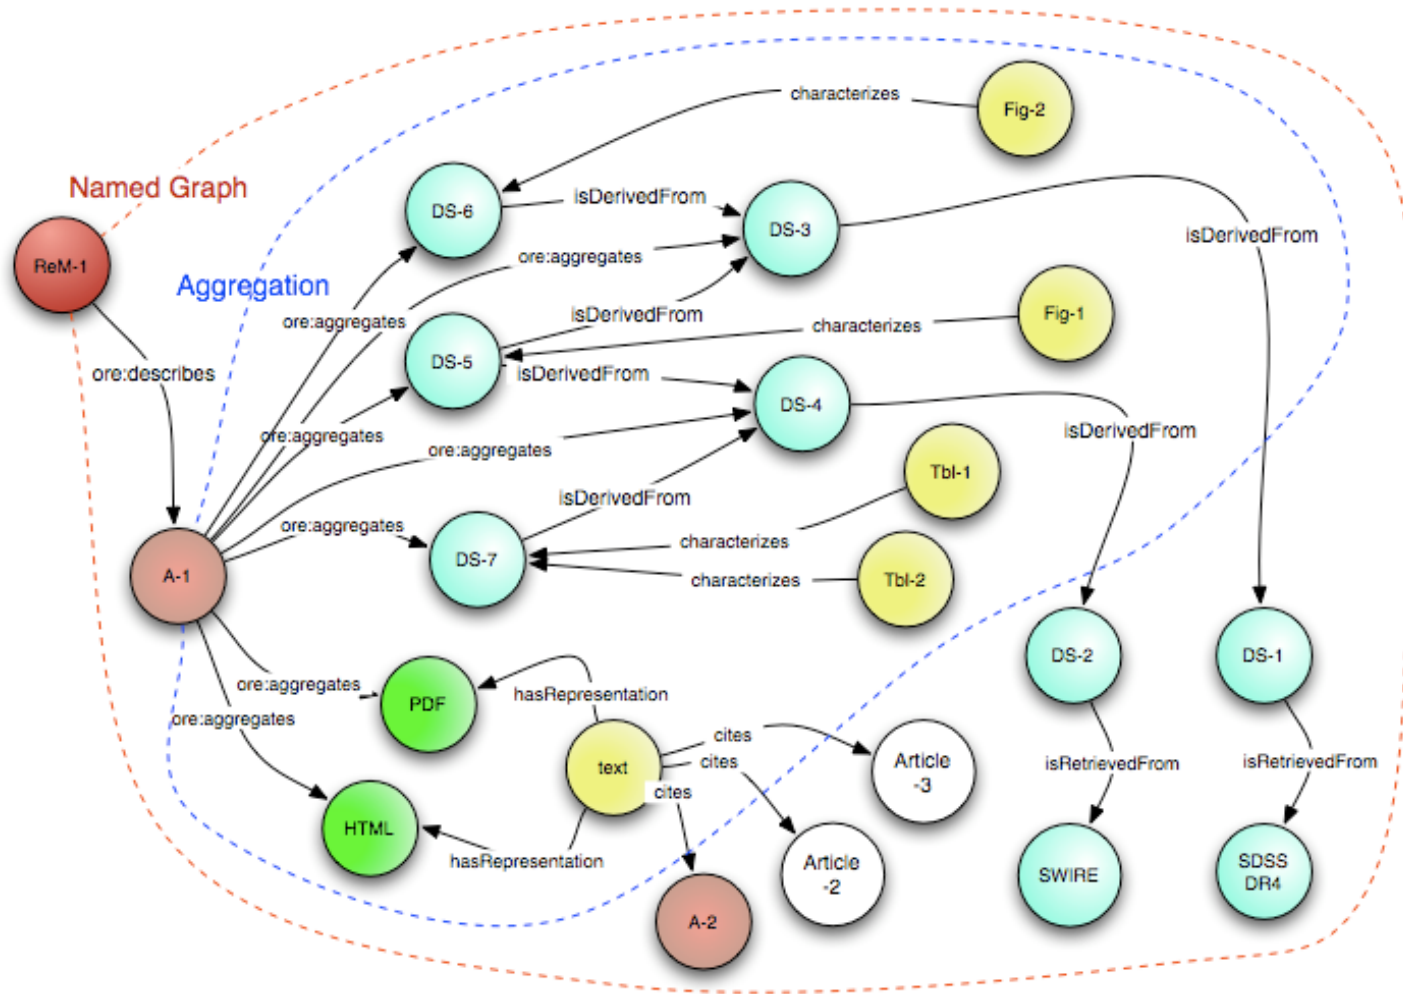 characterizes
Fig-2
Named Graph
DS-6
isDerivedFrom
DS-3
isDerivedFrom
ReM-1
ore:aggregates
Aggregation
ore:aggregates
isDerivedFrom
characterizes
Fig-1
DS-5
ore:describes
isDerivedFrom
DS-4
isDerivedFrom
ore:aggregates
ore:aggregates
Tbl-1
isDerivedFrom
ore:aggregates
characterizes
DS-7
A-1
characterizes
Tbl-2
DS-2
DS-1
ore:aggregates
hasRepresentation
PDF
ore:aggregates
cites
cites
text
Article
-3
isRetrievedFrom
isRetrievedFrom
cites
HTML
hasRepresentation
Article
-2
SWIRE
SDSS
DR4
A-2